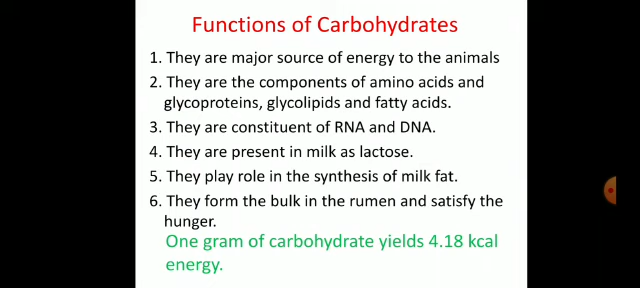 Functions of Carbohydrates
1. They are major source of energy to the animals
2. They are the components of amino acids and
glycoproteins, glycolipids and fatty acids.
3. They are constituent of RNA and DNA.
4. They are present in milk as lactose.
5. They play role in the synthesis of milk fat.
6. They form the bulk in the rumen and satisfy the
hunger.
One gram of carbohydrate yields 4.18 kcal
energy.